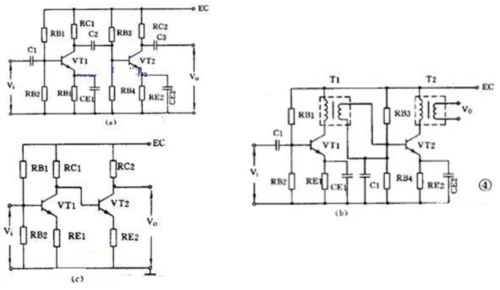 EC
RB1
RC1
RB3
RC2
C1
C2
C3
VT1
VT2
Vi
Vo
RB2
RB1
CE1
RB4
RE2
CE2
(a)
EC
RB1
RC1
RC2
VT1
VT2
Vi
Vo
RB2
RE1
RE2
(c)
T1
T2
EC
RB1
RB3
Vo
C1
VT1
VT2
Vi
RB2
RE1
CE1
C1
RB4
RE2
CE2
(b)
④